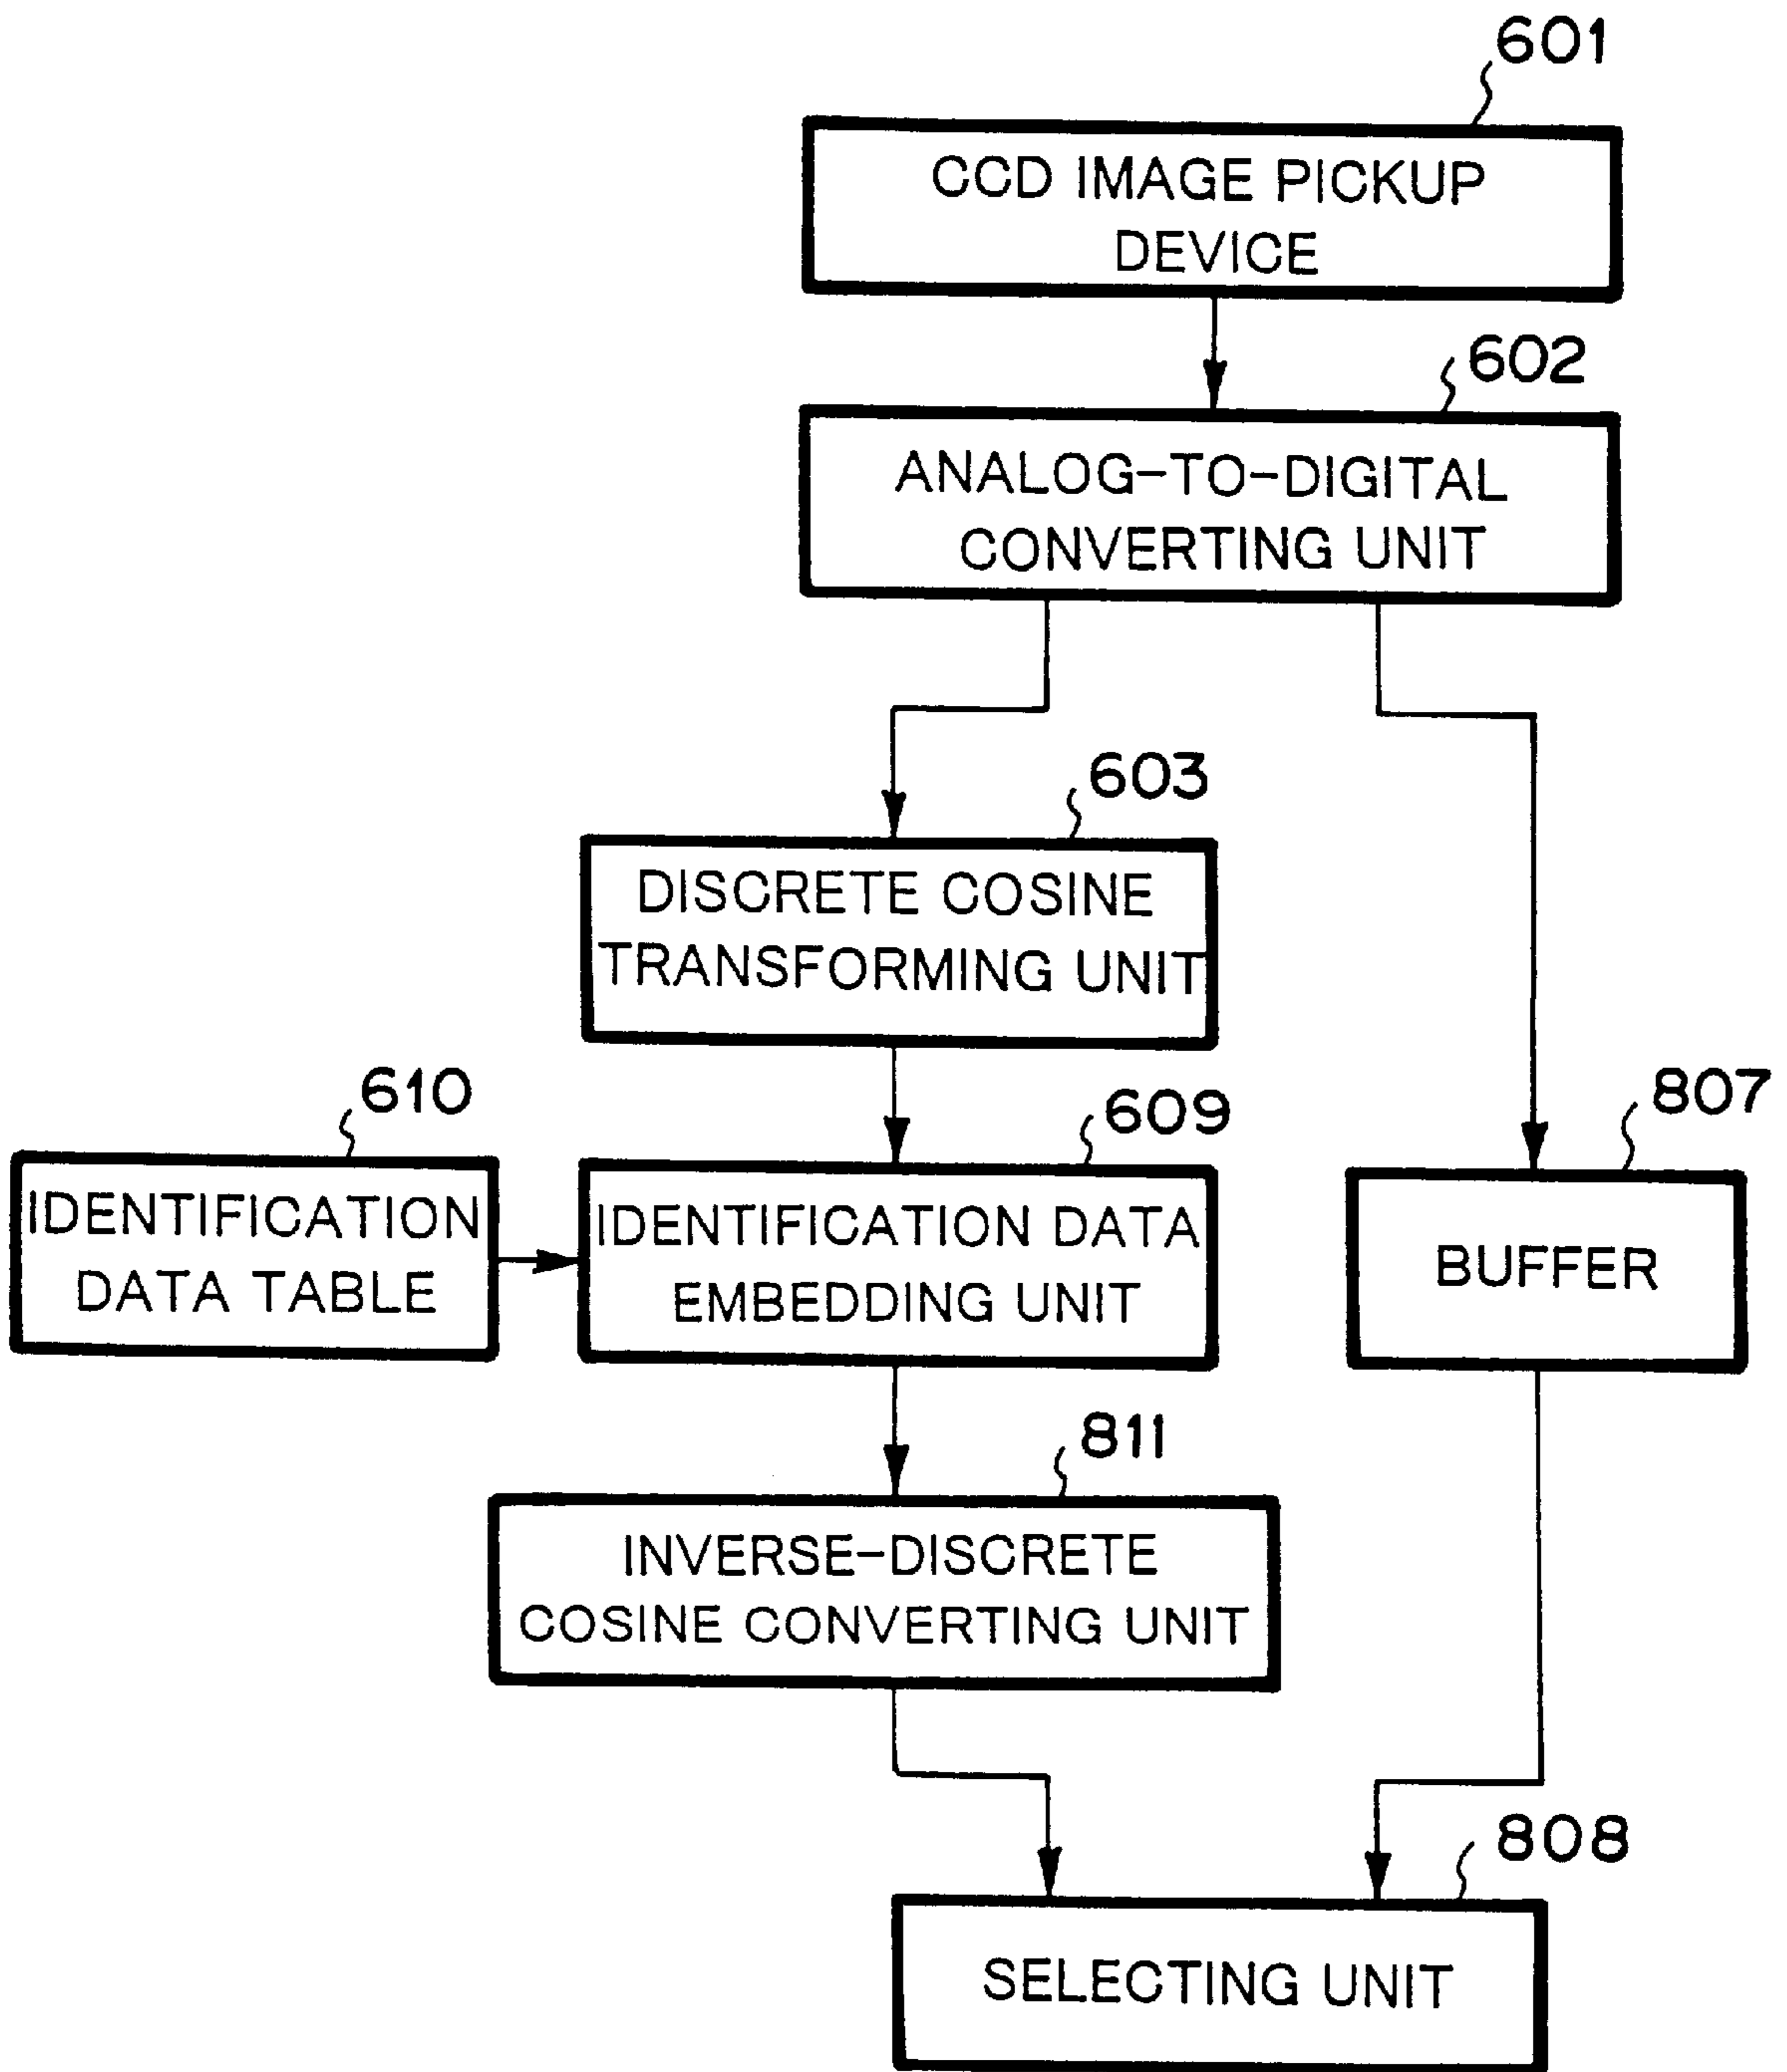 601
CCD IMAGE PICKUP
DEVICE
602
ANALOG-TO-DIGITAL
CONVERTING UNIT
603
DISCRETE COSINE
TRANSFORMING UNIT
610
IDENTIFICATION
DATA TABLE
609
IDENTIFICATION DATA
EMBEDDING UNIT
807
BUFFER
811
INVERSE-DISCRETE
COSINE CONVERTING UNIT
808
SELECTING UNIT